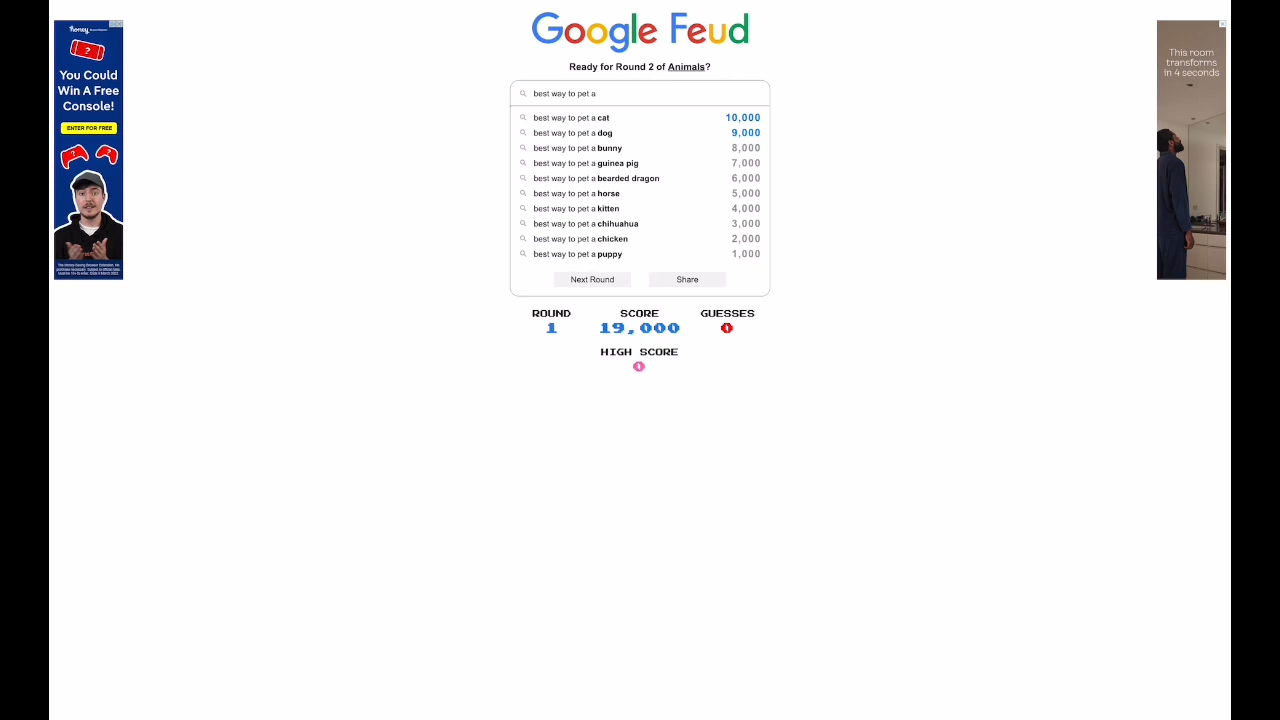 Google Feud
Ready for Round 2 of Animals?
best way to pet a
best way to pet a cat 10,000
best way to pet a dog 9,000
best way to pet a bunny 8,000
best way to pet a guinea pig 7,000
best way to pet a bearded dragon 6,000
best way to pet a horse 5,000
best way to pet a kitten 4,000
best way to pet a chihuahua 3,000
best way to pet a chicken 2,000
best way to pet a puppy 1,000
Next Round Share
ROUND SCORE GUESSES
1 19,000 0
HIGH SCORE
honey
?
You Could
Win A Free
Console!
ENTER FOR FREE
? ?
This room
transforms
in 4 seconds